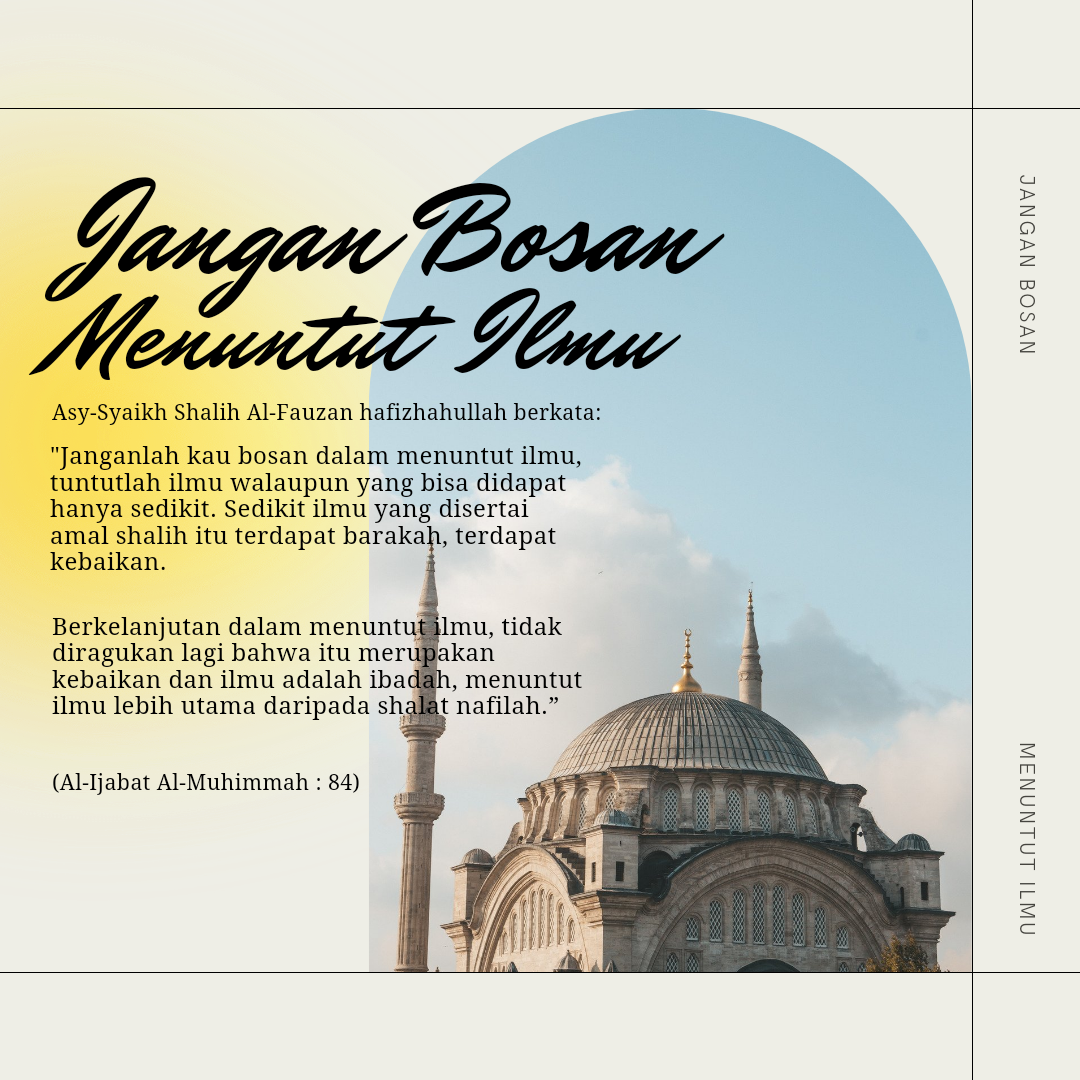 Jangan Bosan
Menuntut Ilmu
Asy-Syaikh Shalih Al-Fauzan hafizhahullah berkata:
"Janganlah kau bosan dalam menuntut ilmu,
tuntutlah ilmu walaupun yang bisa didapat
hanya sedikit. Sedikit ilmu yang disertai
amal shalih itu terdapat barakah, terdapat
kebaikan.
Berkelanjutan dalam menuntut ilmu, tidak
diragukan lagi bahwa itu merupakan
kebaikan dan ilmu adalah ibadah, menuntut
ilmu lebih utama daripada shalat nafilah.”
(Al-Ijabat Al-Muhimmah : 84)
JANGAN BOSAN
MENUNTUT ILMU